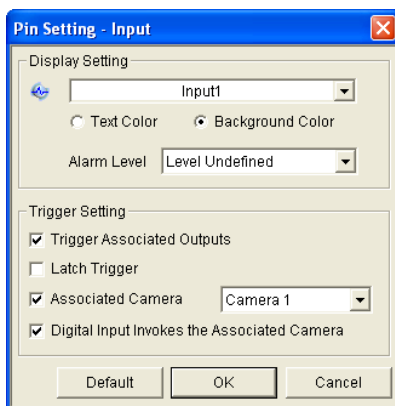 Pin Setting - Input
Display Setting
Input1
Text Color Background Color
Alarm Level Level Undefined
Trigger Setting
Trigger Associated Outputs
Latch Trigger
Associated Camera Camera 1
Digital Input Invokes the Associated Camera
Default OK Cancel